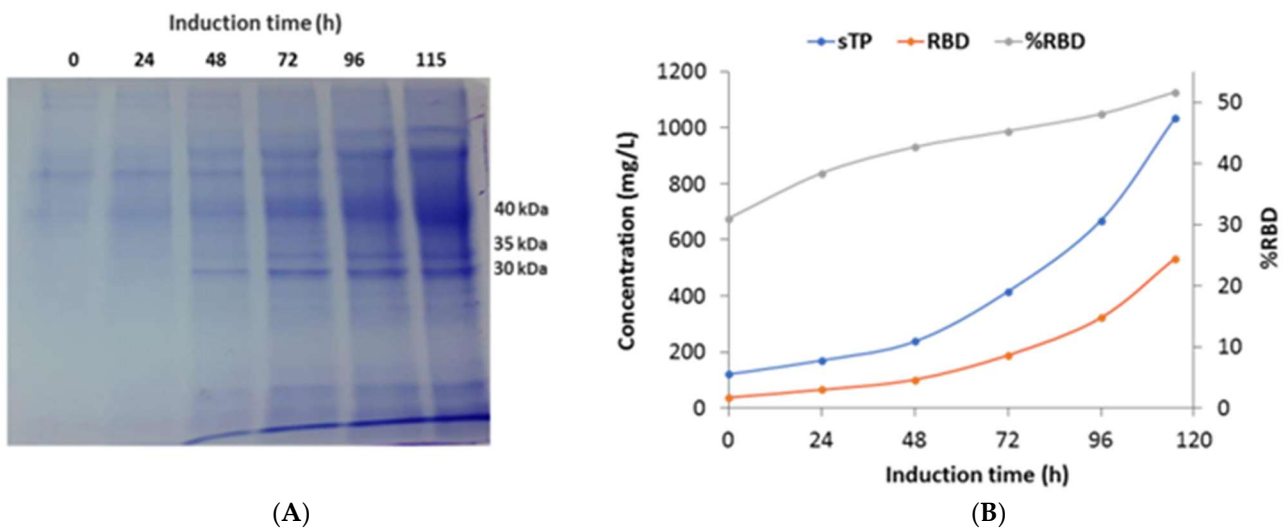 Induction time (h)
0 24 48 72 96 115
40 kDa
35 kDa
30 kDa
(A)
sTP RBD %RBD
1200
1000
800
600
400
200
0
Concentration (mg/L)
50
40
30
20
10
0
%RBD
0 24 48 72 96 120
Induction time (h)
(B)